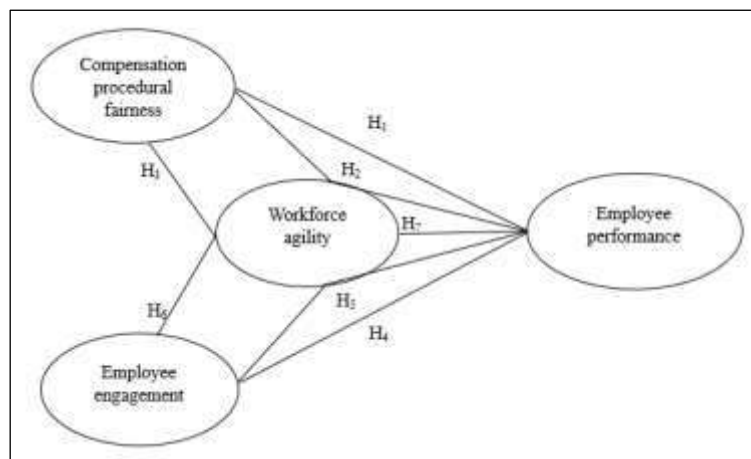 Compensation
procedural
fairness
H₁
H₁
H₂
Workforce
agility
H₇
Employee
performance
H₆
H₅
H₄
Employee
engagement